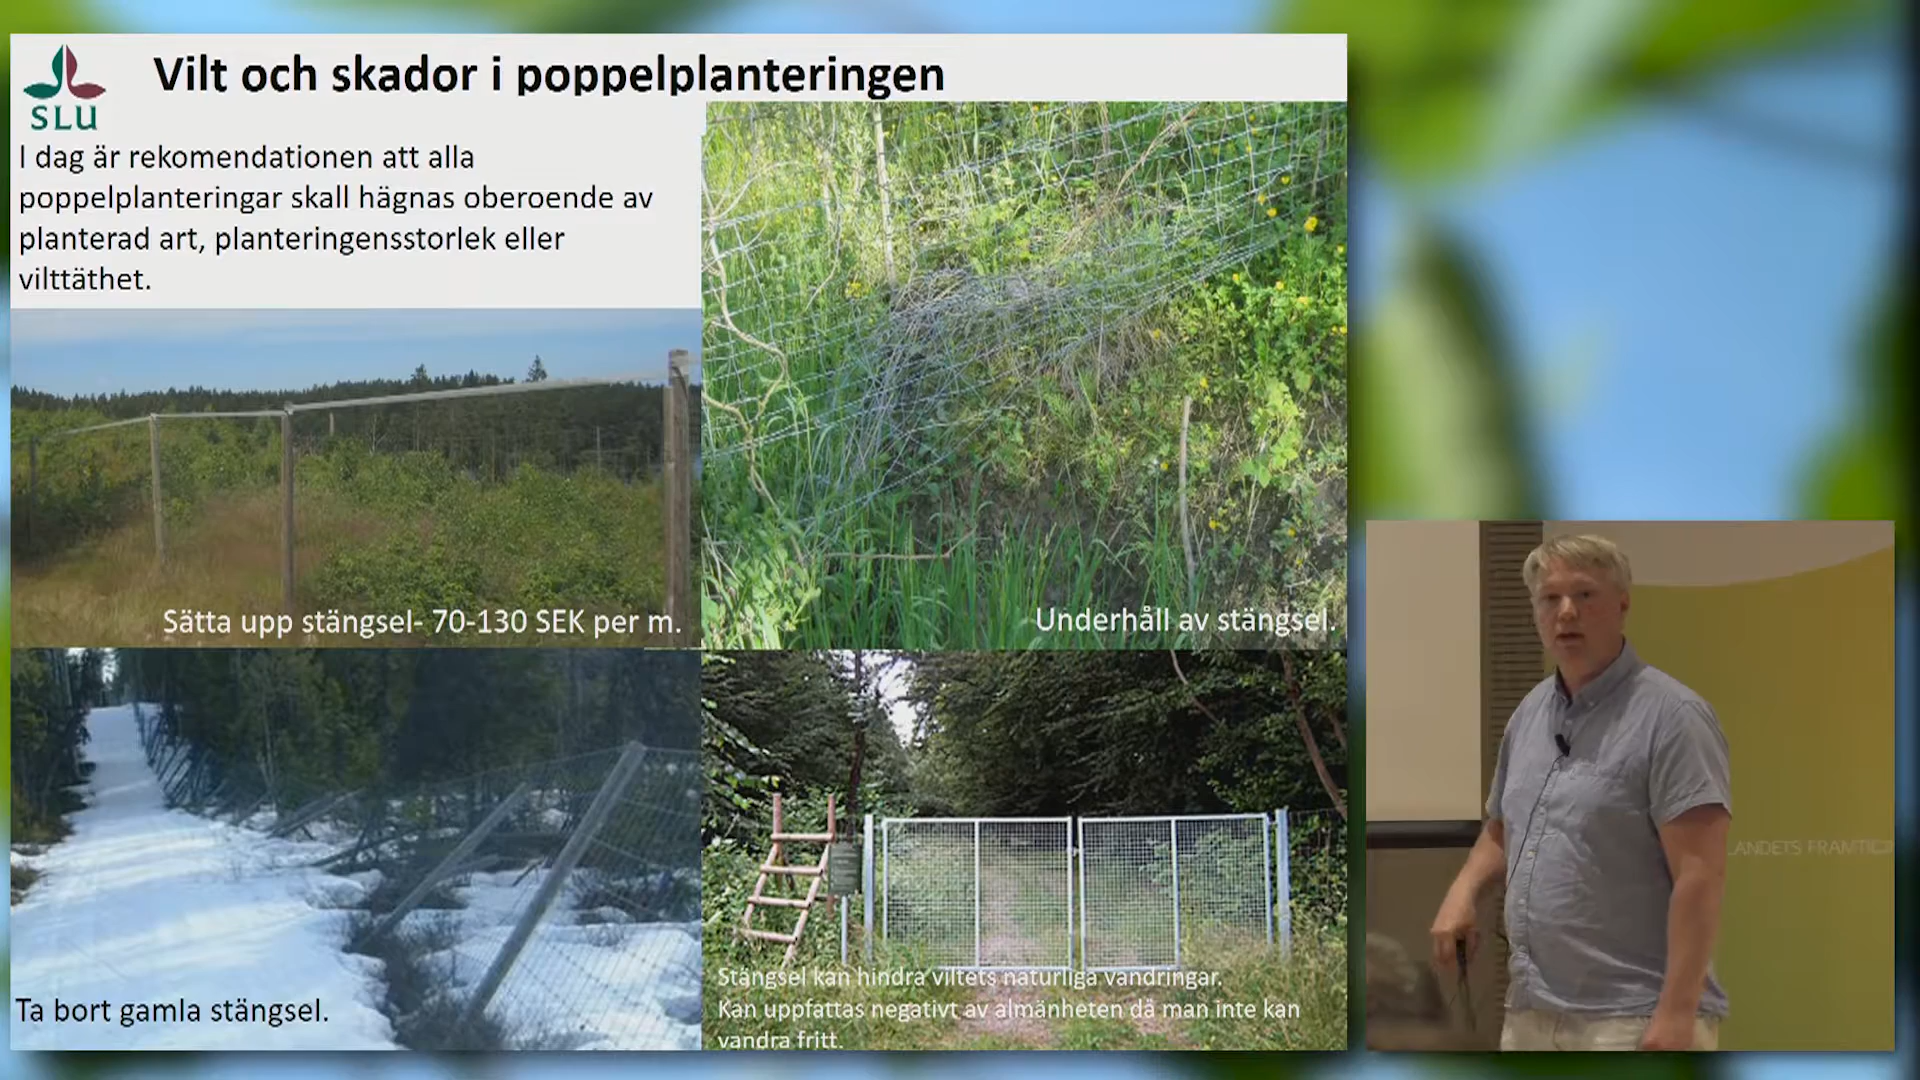 SLU
Vilt och skador i poppelplanteringen
I dag är rekomendationen att alla
poppelplanteringar skall hägnas oberoende av
planterad art, planteringensstorlek eller
vilttäthet.
Sätta upp stängsel- 70-130 SEK per m.
Underhåll av stängsel.
Ta bort gamla stängsel.
Stängsel kan hindra viltets naturliga vandringar.
Kan uppfattas negativt av almänheten då man inte kan
vandra fritt.
LANDETS FRAMTID